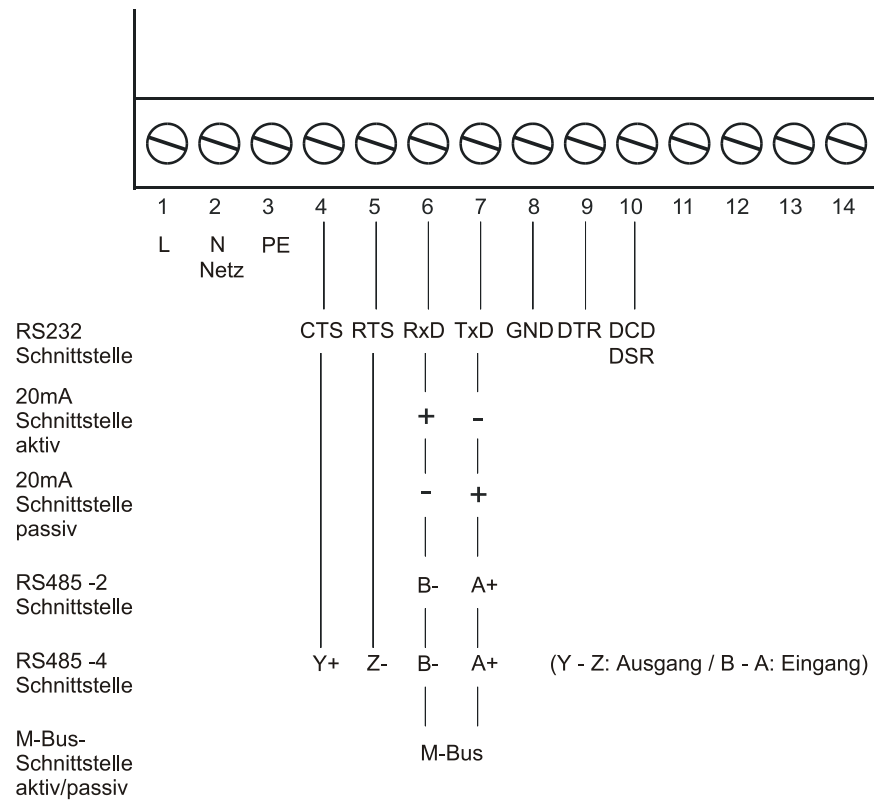 1 2 3 4 5 6 7 8 9 10 11 12 13 14
L N PE
Netz
RS232 CTS RTS RxD TxD GND DTR DCD
Schnittstelle DSR
20mA
Schnittstelle + -
aktiv
20mA
Schnittstelle - +
passiv
RS485 -2 B- A+
Schnittstelle
RS485 -4 Y+ Z- B- A+ (Y - Z: Ausgang / B - A: Eingang)
Schnittstelle
M-Bus-
Schnittstelle M-Bus
aktiv/passiv